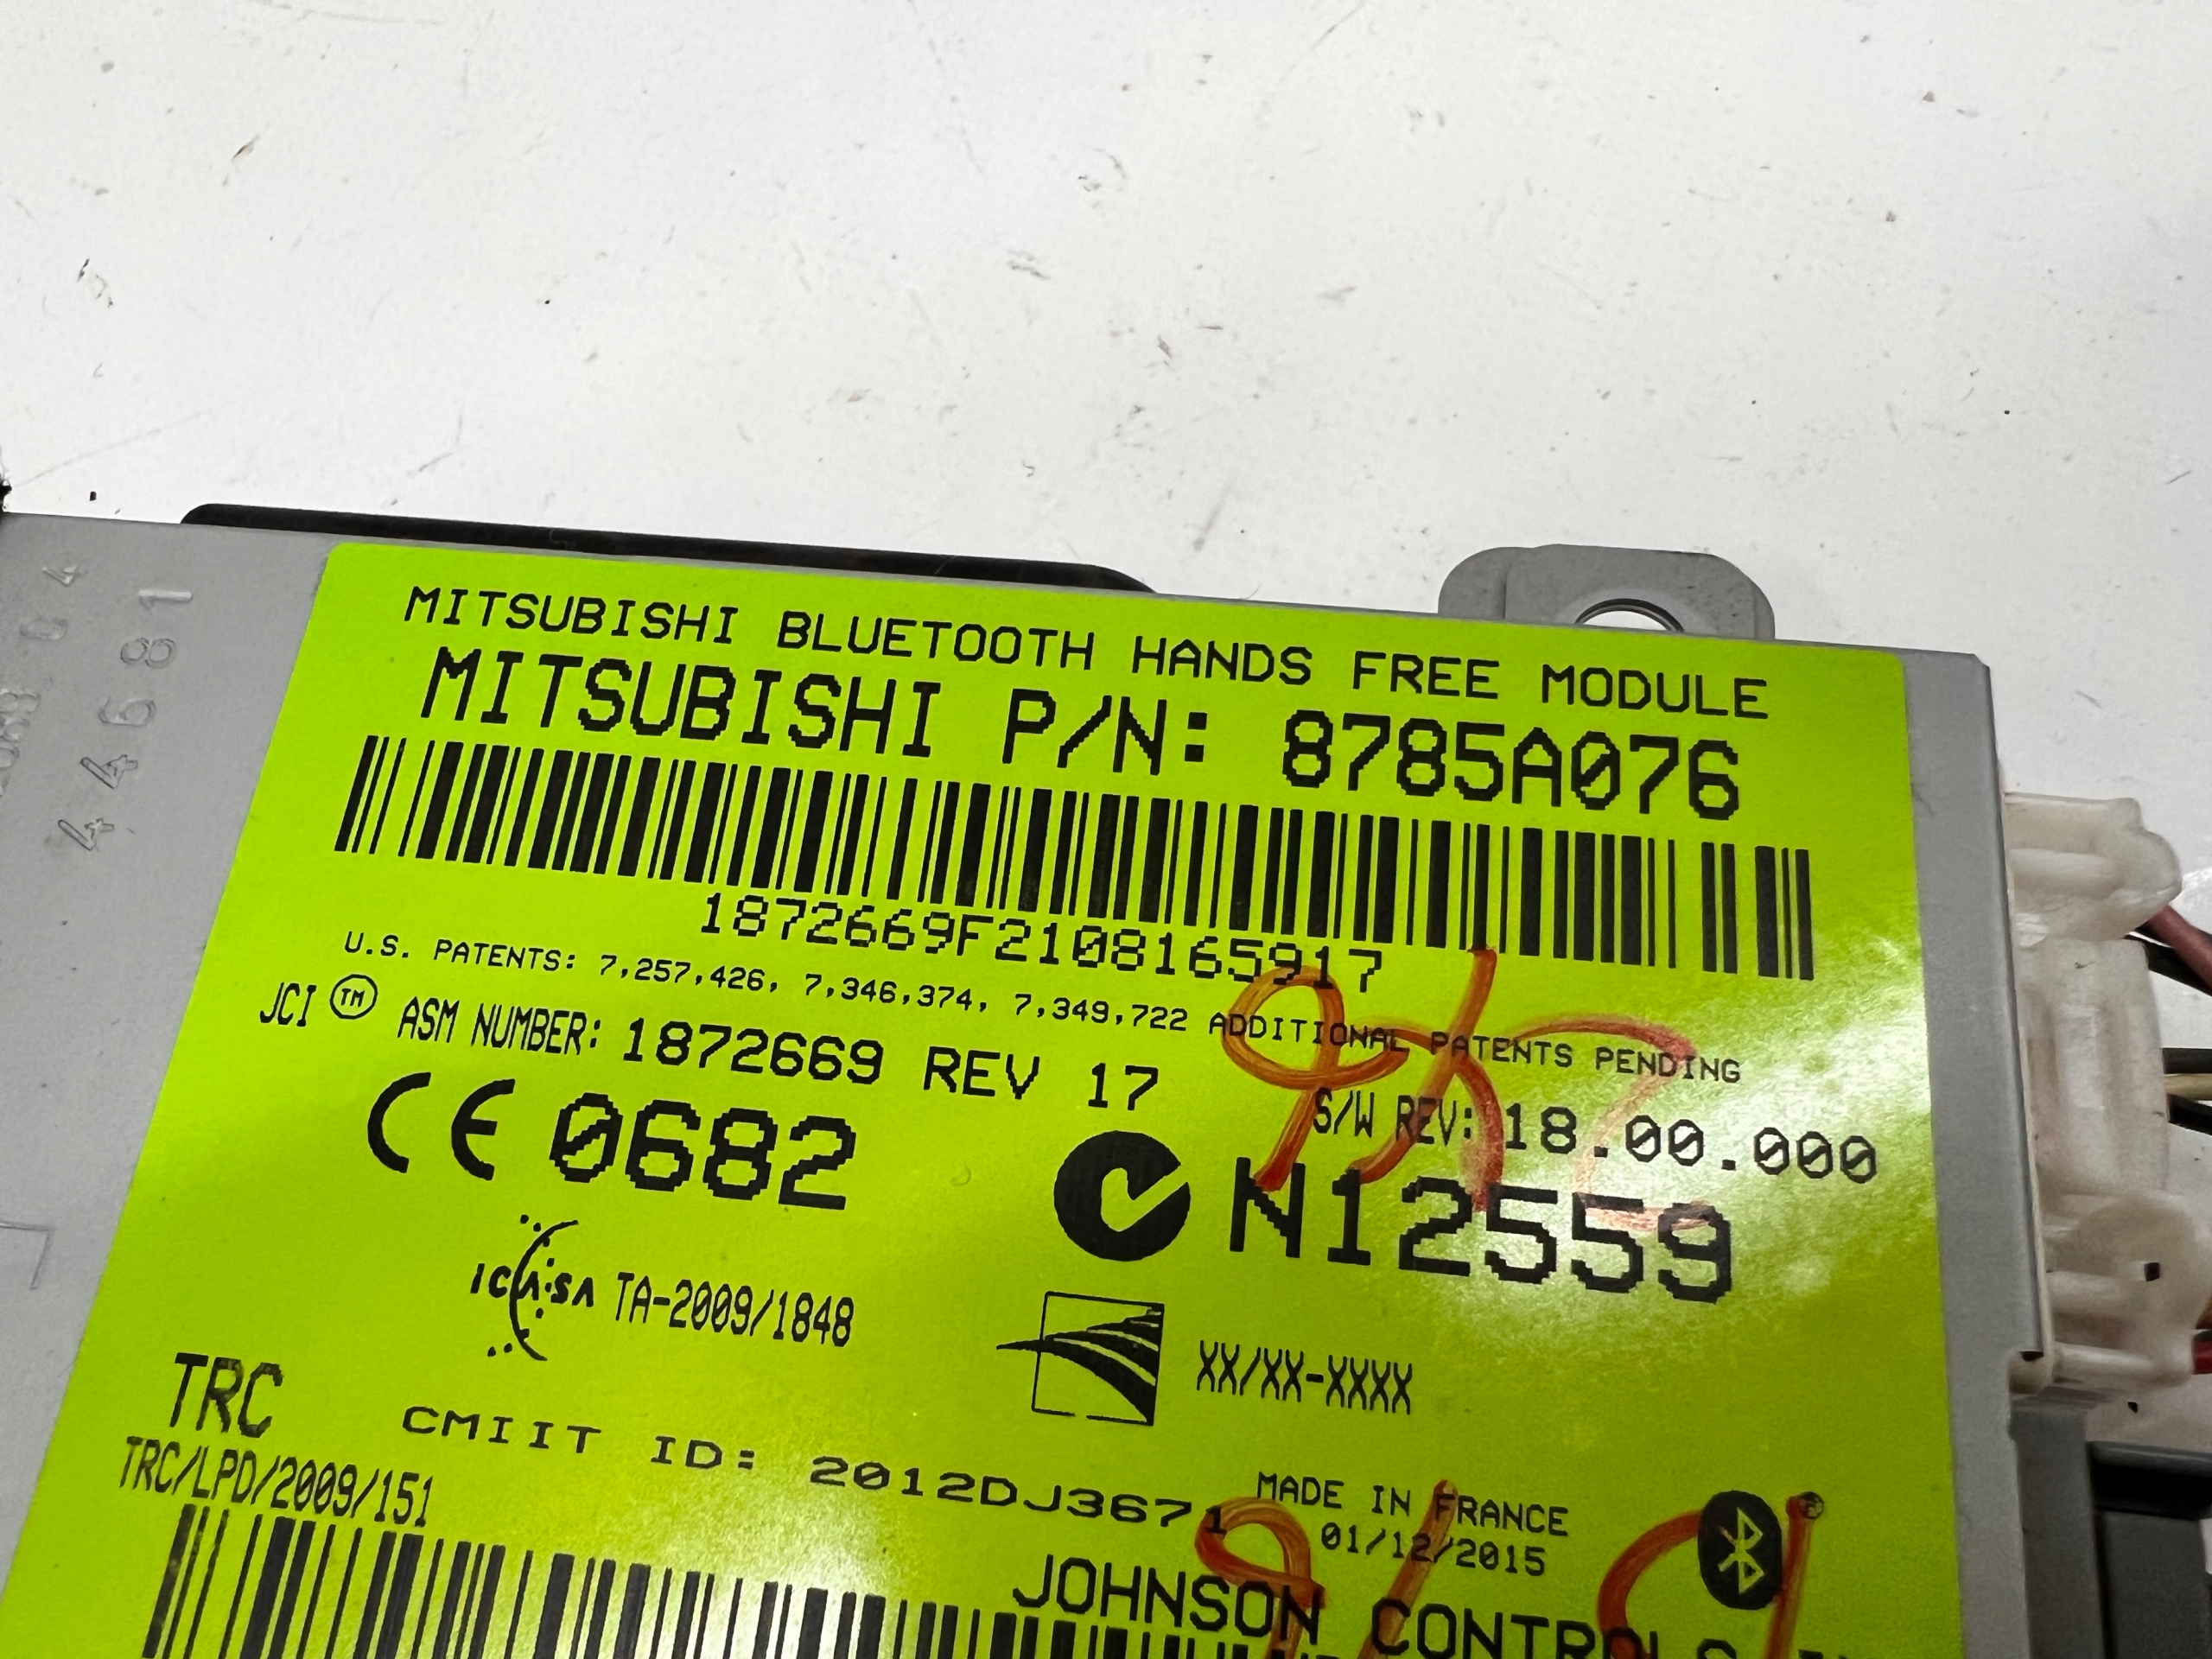 MITSUBISHI BLUETOOTH HANDS FREE MODULE
MITSUBISHI P/N: 8785A076
1872669F2108165917
U.S. PATENTS: 7,257,426, 7,346,374, 7,349,722 ADDITIONAL PATENTS PENDING
JCI TM ASM NUMBER: 1872669 REV 17
S/W REV: 18.00.000
CE 0682
N12559
ICASA TA-2009/1848
XX/XX-XXXX
TRC
TRC/LPD/2009/151
CMIIT ID: 2012DJ3671
MADE IN FRANCE
01/12/2015
JOHNSON CONTROLS
44681
04